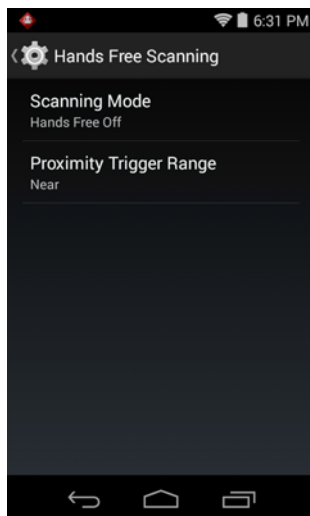 6:31 PM
Hands Free Scanning
Scanning Mode
Hands Free Off
Proximity Trigger Range
Near